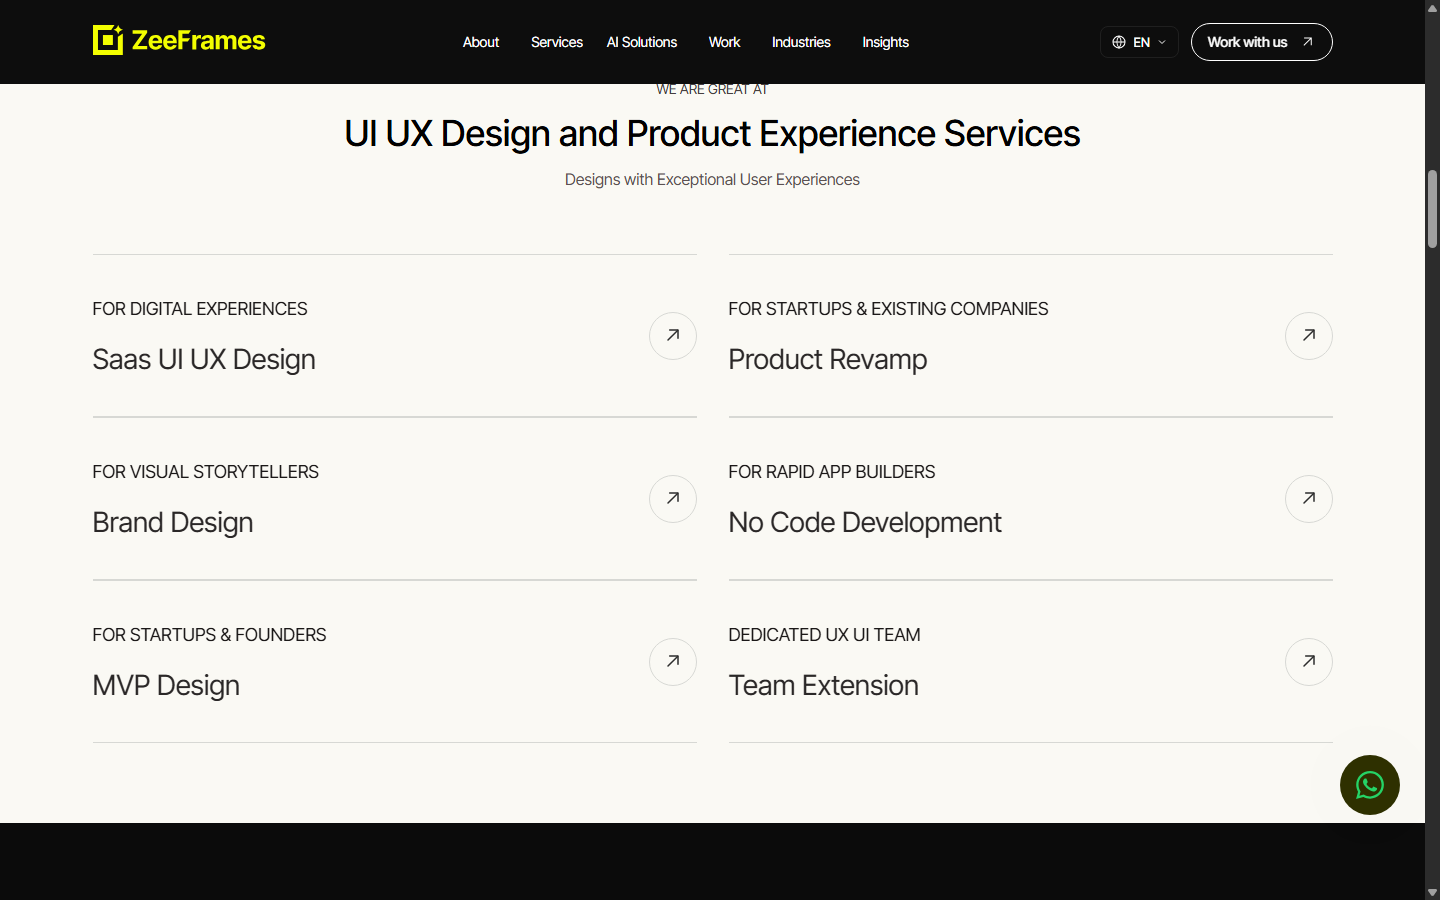 ZeeFrames
About
Services
AI Solutions
Work
Industries
Insights
EN
Work with us
WE ARE GREAT AT
UI UX Design and Product Experience Services
Designs with Exceptional User Experiences
FOR DIGITAL EXPERIENCES
Saas UI UX Design
FOR STARTUPS & EXISTING COMPANIES
Product Revamp
FOR VISUAL STORYTELLERS
Brand Design
FOR RAPID APP BUILDERS
No Code Development
FOR STARTUPS & FOUNDERS
MVP Design
DEDICATED UX UI TEAM
Team Extension